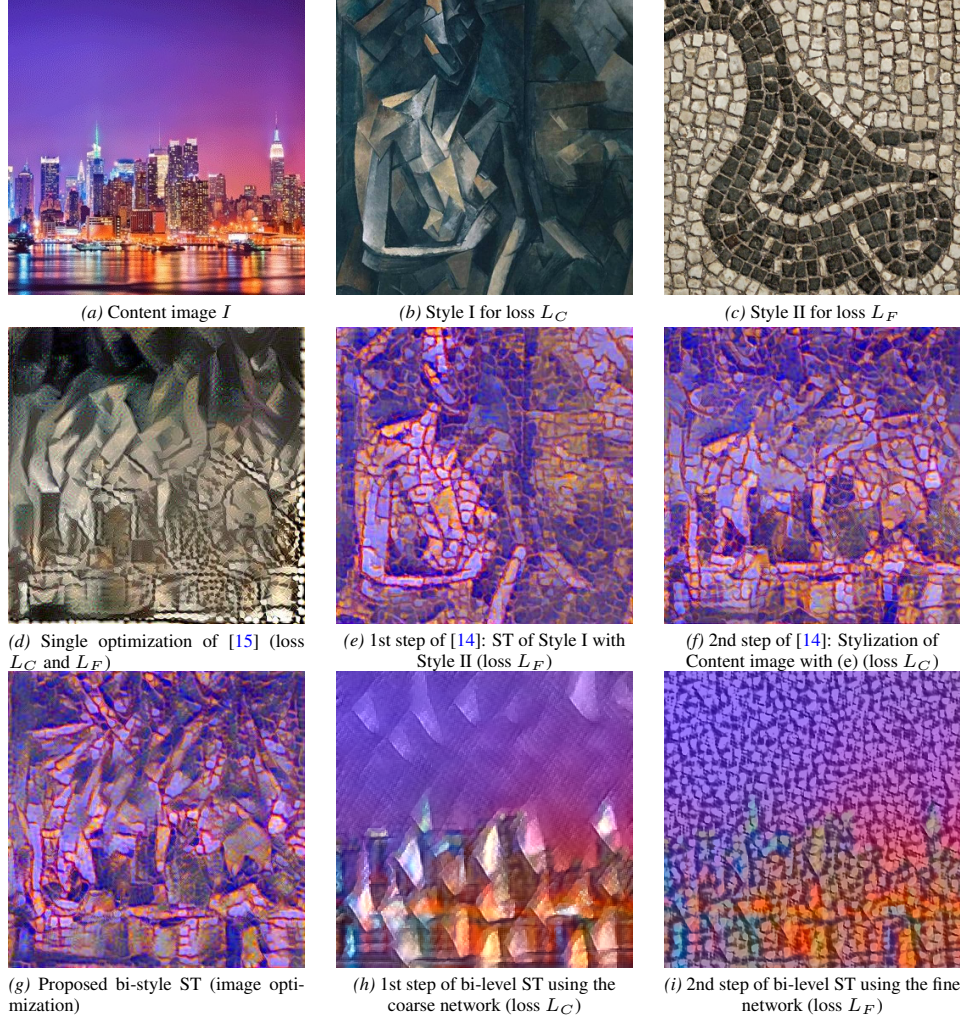 (a) Content image I
(b) Style I for loss L_C
(c) Style II for loss L_F
(d) Single optimization of [15] (loss
L_C and L_F)
(e) 1st step of [14]: ST of Style I with
Style II (loss L_F)
(f) 2nd step of [14]: Stylization of
Content image with (e) (loss L_C)
(g) Proposed bi-style ST (image opti-
mization)
(h) 1st step of bi-level ST using the
coarse network (loss L_C)
(i) 2nd step of bi-level ST using the fine
network (loss L_F)